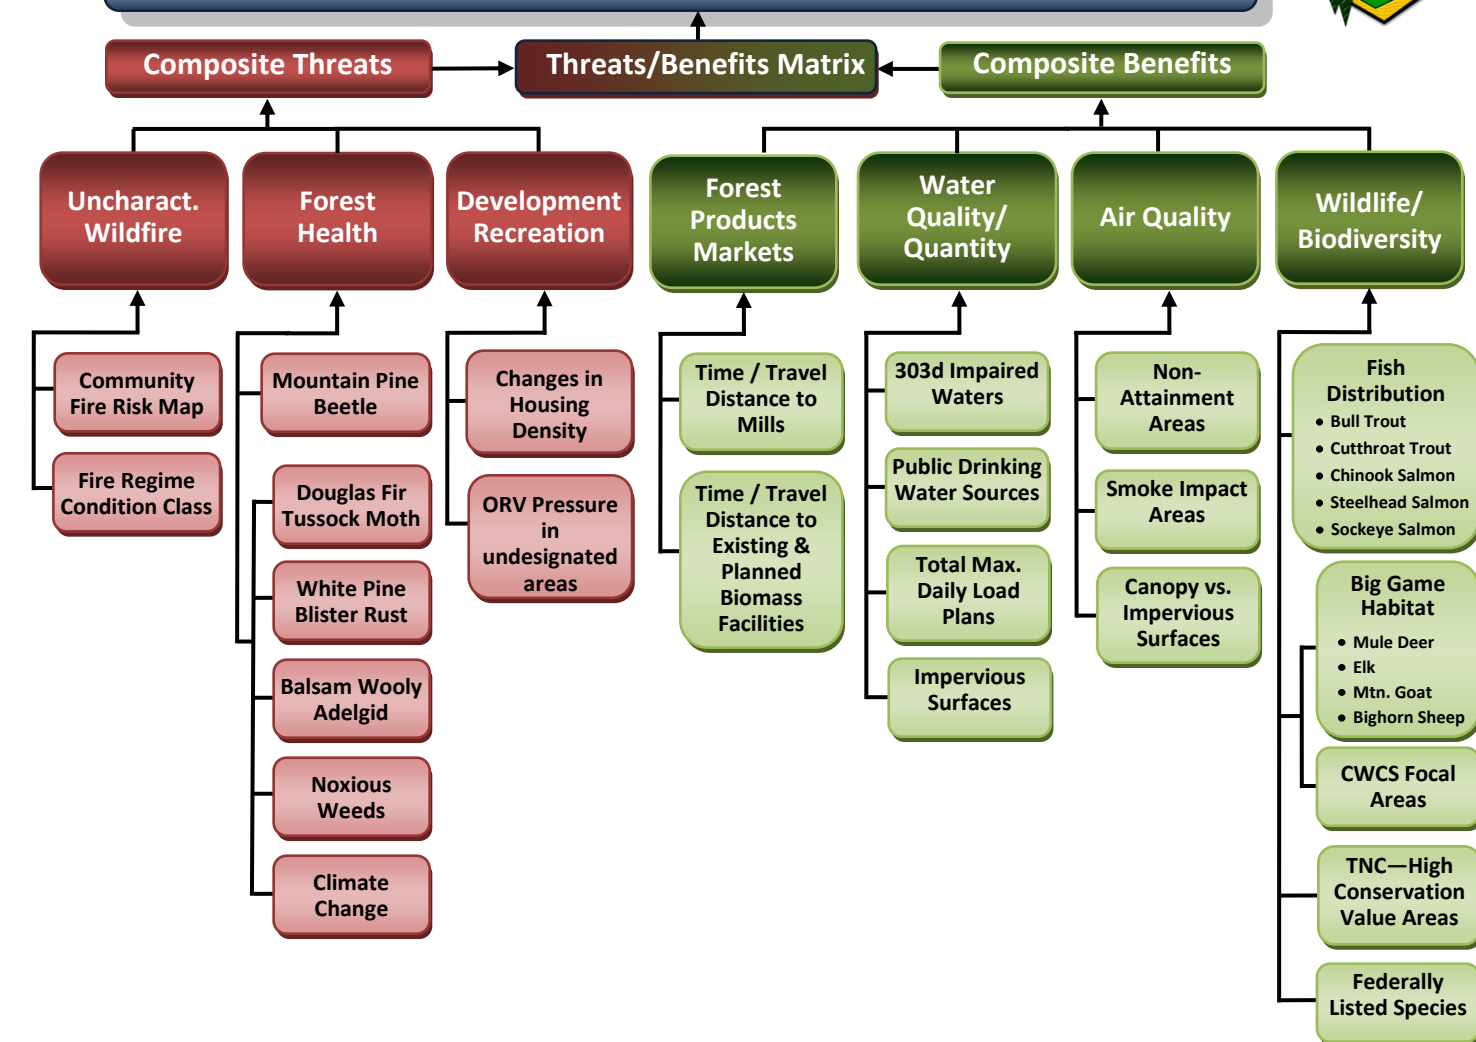 Composite Threats
Threats/Benefits Matrix
Composite Benefits
Uncharact.
Wildfire
Forest
Health
Development
Recreation
Forest
Products
Markets
Water
Quality/
Quantity
Air Quality
Wildlife/
Biodiversity
Community
Fire Risk Map
Fire Regime
Condition Class
Mountain Pine
Beetle
Douglas Fir
Tussock Moth
White Pine
Blister Rust
Balsam Wooly
Adelgid
Noxious
Weeds
Climate
Change
Changes in
Housing
Density
ORV Pressure
in
undesignated
areas
Time / Travel
Distance to
Mills
Time / Travel
Distance to
Existing &
Planned
Biomass
Facilities
303d Impaired
Waters
Public Drinking
Water Sources
Total Max.
Daily Load
Plans
Impervious
Surfaces
Non-
Attainment
Areas
Smoke Impact
Areas
Canopy vs.
Impervious
Surfaces
Fish
Distribution
• Bull Trout
• Cutthroat Trout
• Chinook Salmon
• Steelhead Salmon
• Sockeye Salmon
Big Game
Habitat
• Mule Deer
• Elk
• Mtn. Goat
• Bighorn Sheep
CWCS Focal
Areas
TNC—High
Conservation
Value Areas
Federally
Listed Species